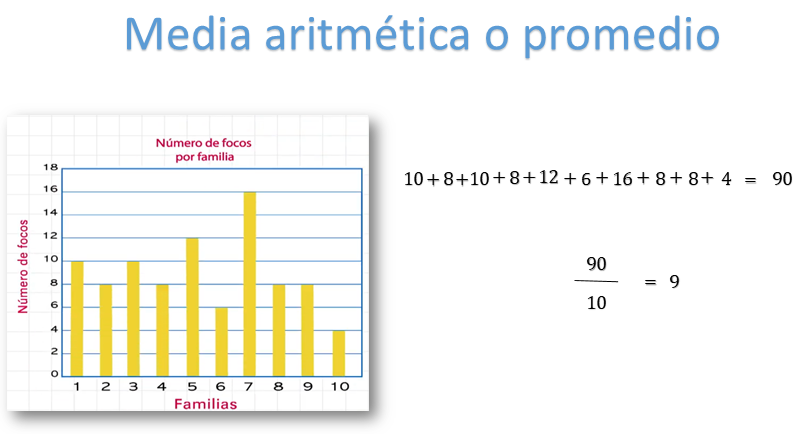 Media aritmética o promedio
Número de focos
por familia
18
16
14
12
10
8
6
4
2
0
Número de focos
1 2 3 4 5 6 7 8 9 10
Familias
10 + 8 + 10 + 8 + 12 + 6 + 16 + 8 + 8 + 4 = 90
90
10
= 9